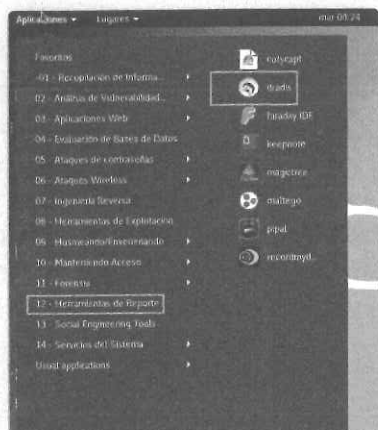 Aplicaciones Lugares mar 04:24
Favoritos
01 - Recopilación de Informa...
02 - Análisis de Vulnerabilidad...
03 - Aplicaciones Web
04 - Evaluación de Bases de Datos
05 - Ataques de contraseñas
06 - Ataques Wireless
07 - Ingeniería Reversa
08 - Herramientas de Explotación
09 - Husmeando/Envenenando
10 - Manteniendo Acceso
11 - Forensia
12 - Herramientas de Reporte
13 - Social Engineering Tools
14 - Servicios del Sistema
Usual applications
cutycapt
dradis
faraday IDE
keepnote
magictree
maltego
pipal
recordmyd...